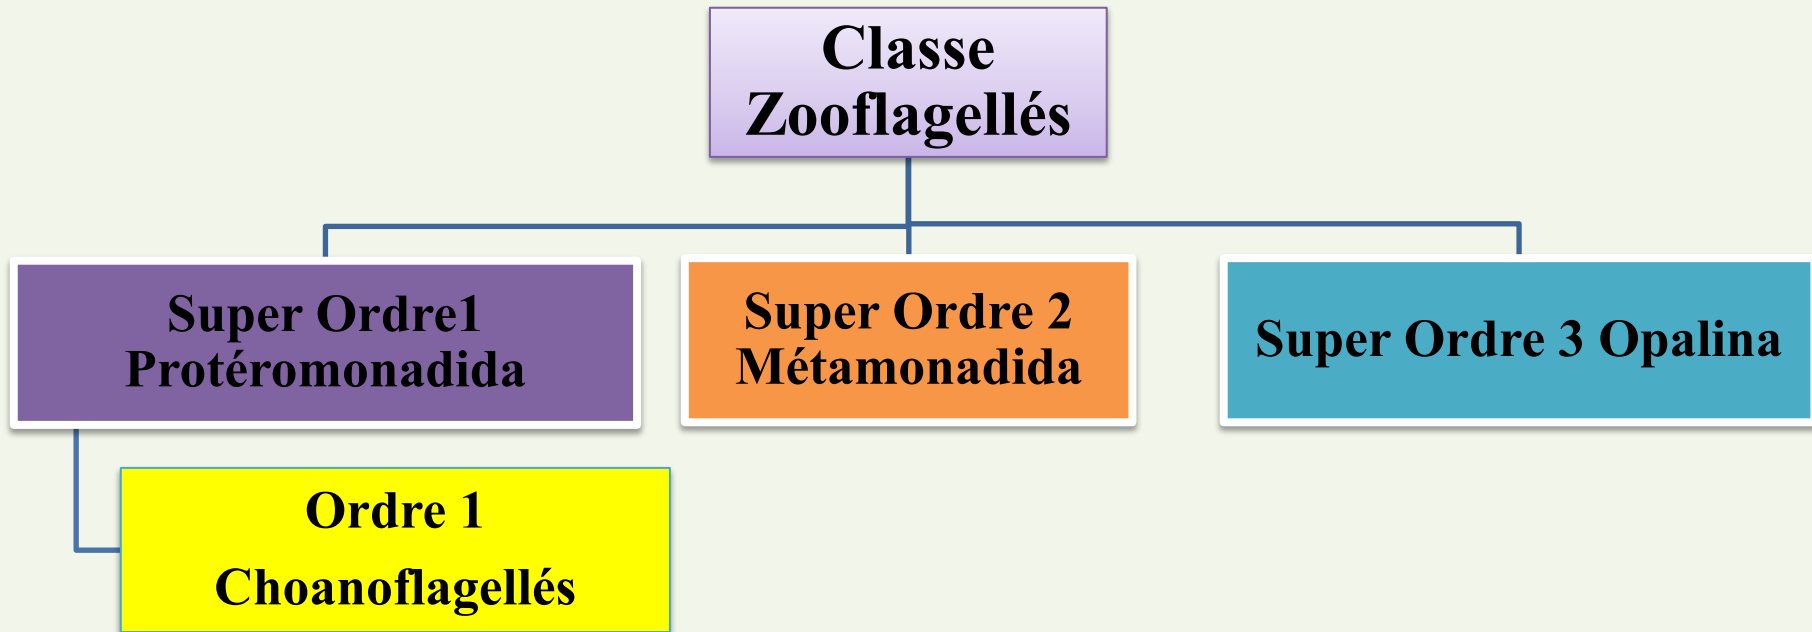 Classe
Zooflagellés
Super Ordre1
Protéromonadida
Super Ordre 2
Métamonadida
Super Ordre 3 Opalina
Ordre 1
Choanoflagellés